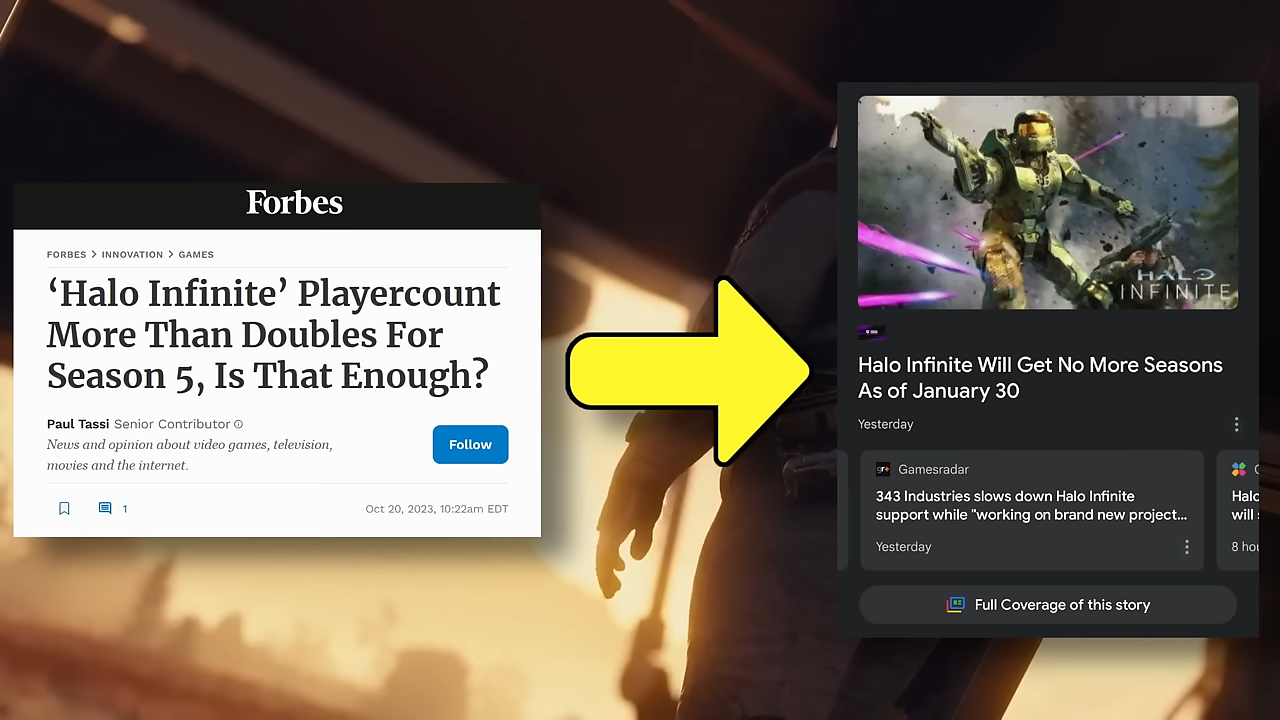 Forbes
FORBES > INNOVATION > GAMES
‘Halo Infinite’ Playercount
More Than Doubles For
Season 5, Is That Enough?
Paul Tassi Senior Contributor
News and opinion about video games, television,
movies and the internet.
Follow
1
Oct 20, 2023, 10:22am EDT
HALO
INFINITE
Halo Infinite Will Get No More Seasons
As of January 30
Yesterday
gr+ Gamesradar
343 Industries slows down Halo Infinite
support while "working on brand new project...
Yesterday
will
8 hou
Full Coverage of this story